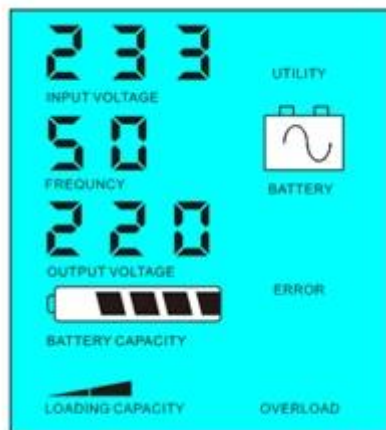 233
INPUT VOLTAGE
UTILITY
50
FREQUNCY
BATTERY
220
OUTPUT VOLTAGE
ERROR
BATTERY CAPACITY
LOADING CAPACITY
OVERLOAD